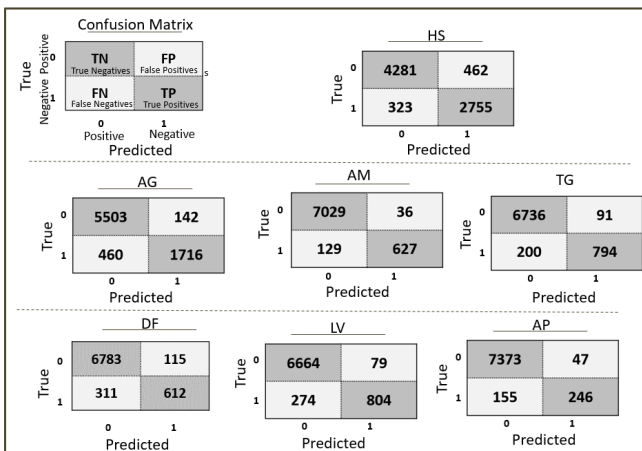 Confusion Matrix
True
Negative Positive
0
TN
True Negatives
FP
False Positives
s
1
FN
False Negatives
TP
True Positives
0
1
Positive
Negative
Predicted
HS
True
0
4281
462
1
323
2755
0
1
Predicted
AG
True
0
5503
142
1
460
1716
0
1
Predicted
AM
True
0
7029
36
1
129
627
0
1
Predicted
TG
True
0
6736
91
1
200
794
0
1
Predicted
DF
True
0
6783
115
1
311
612
0
1
Predicted
LV
True
0
6664
79
1
274
804
0
1
Predicted
AP
True
0
7373
47
1
155
246
0
1
Predicted